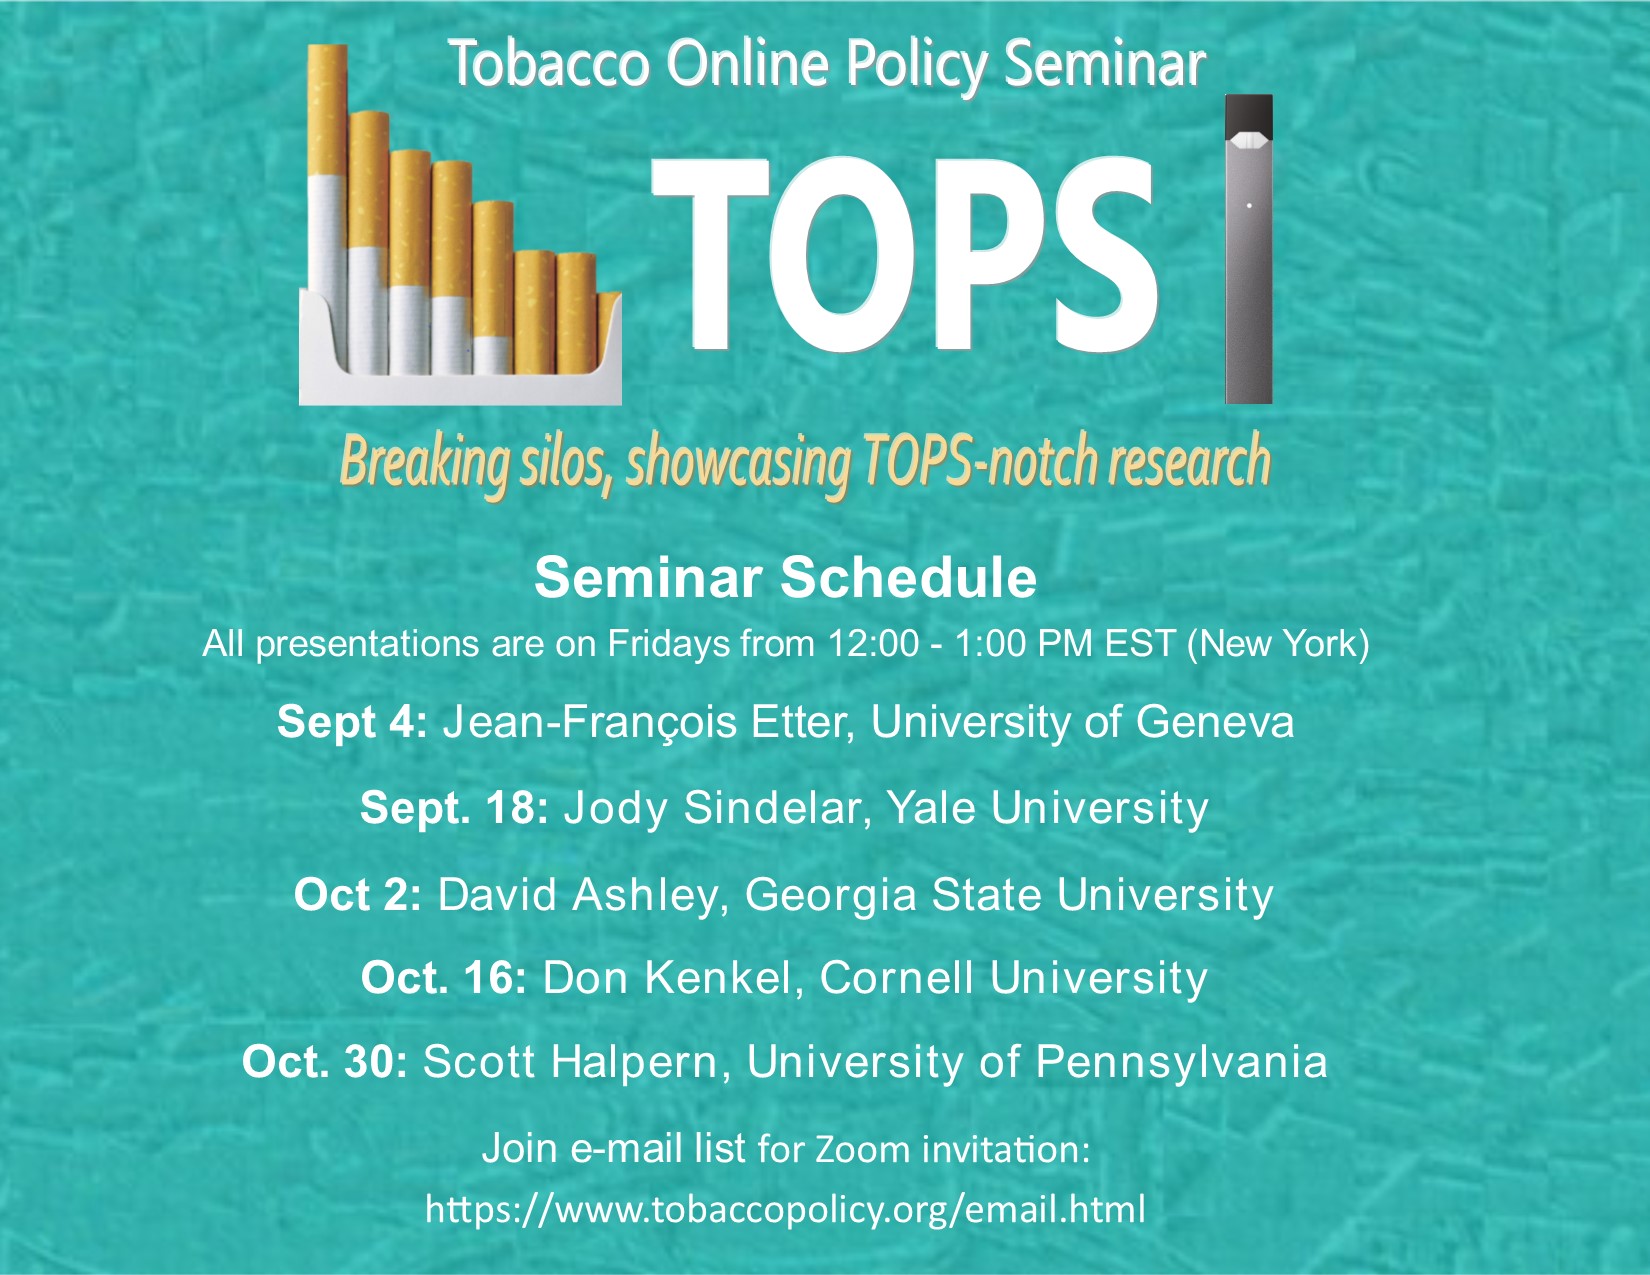 Tobacco Online Policy Seminar
TOPS
Breaking silos, showcasing TOPS-notch research
Seminar Schedule
All presentations are on Fridays from 12:00 - 1:00 PM EST (New York)
Sept 4: Jean-François Etter, University of Geneva
Sept. 18: Jody Sindelar, Yale University
Oct 2: David Ashley, Georgia State University
Oct. 16: Don Kenkel, Cornell University
Oct. 30: Scott Halpern, University of Pennsylvania
Join e-mail list for Zoom invitation:
https://www.tobaccopolicy.org/email.html